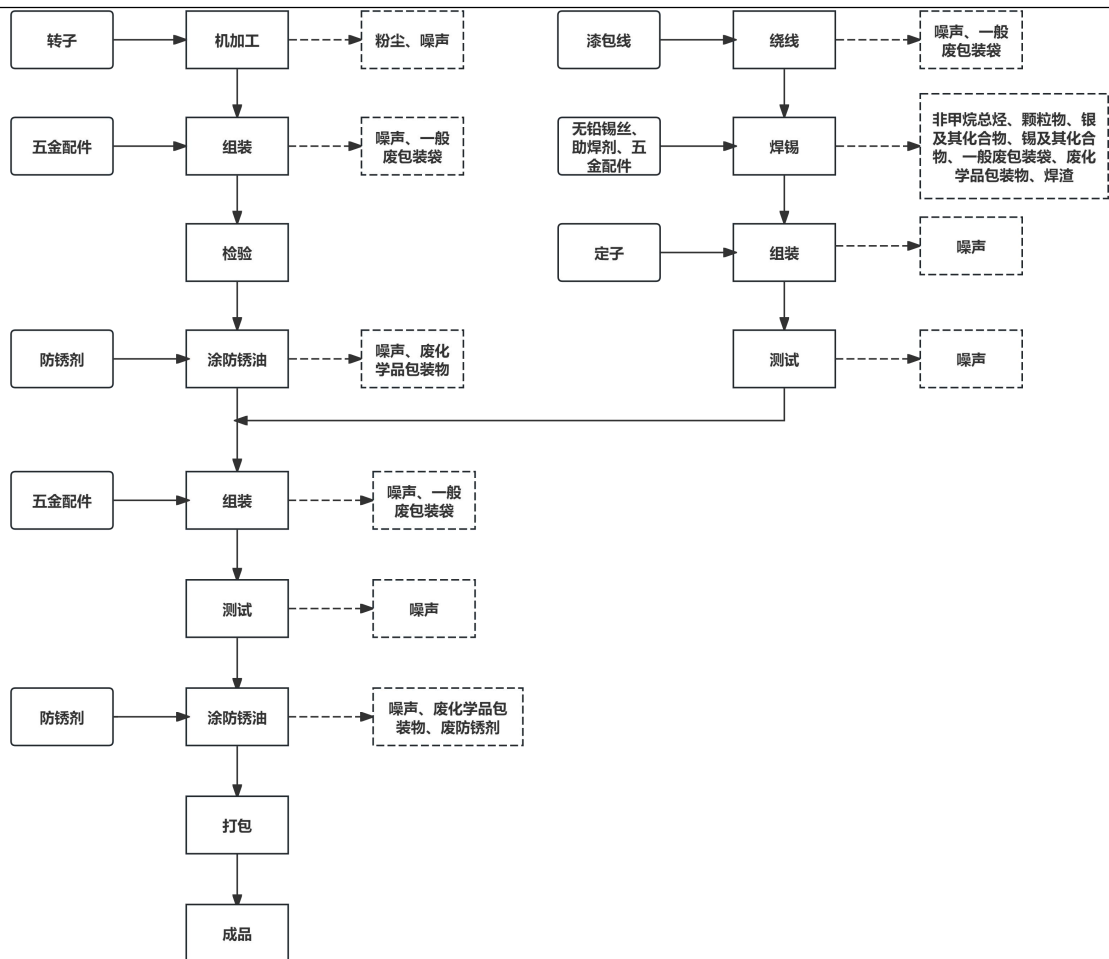 转子
机加工
粉尘、噪声
漆包线
绕线
噪声、一般
废包装袋
五金配件
组装
噪声、一般
废包装袋
无铅锡丝、
助焊剂、五
金配件
焊锡
非甲烷总烃、颗粒物、银
及其化合物、锡及其化合
物、一般废包装袋、废化
学品包装物、焊渣
检验
定子
组装
噪声
防锈剂
涂防锈油
噪声、废化
学品包装物
测试
噪声
五金配件
组装
噪声、一般
废包装袋
测试
噪声
防锈剂
涂防锈油
噪声、废化学品包
装物、废防锈剂
打包
成品